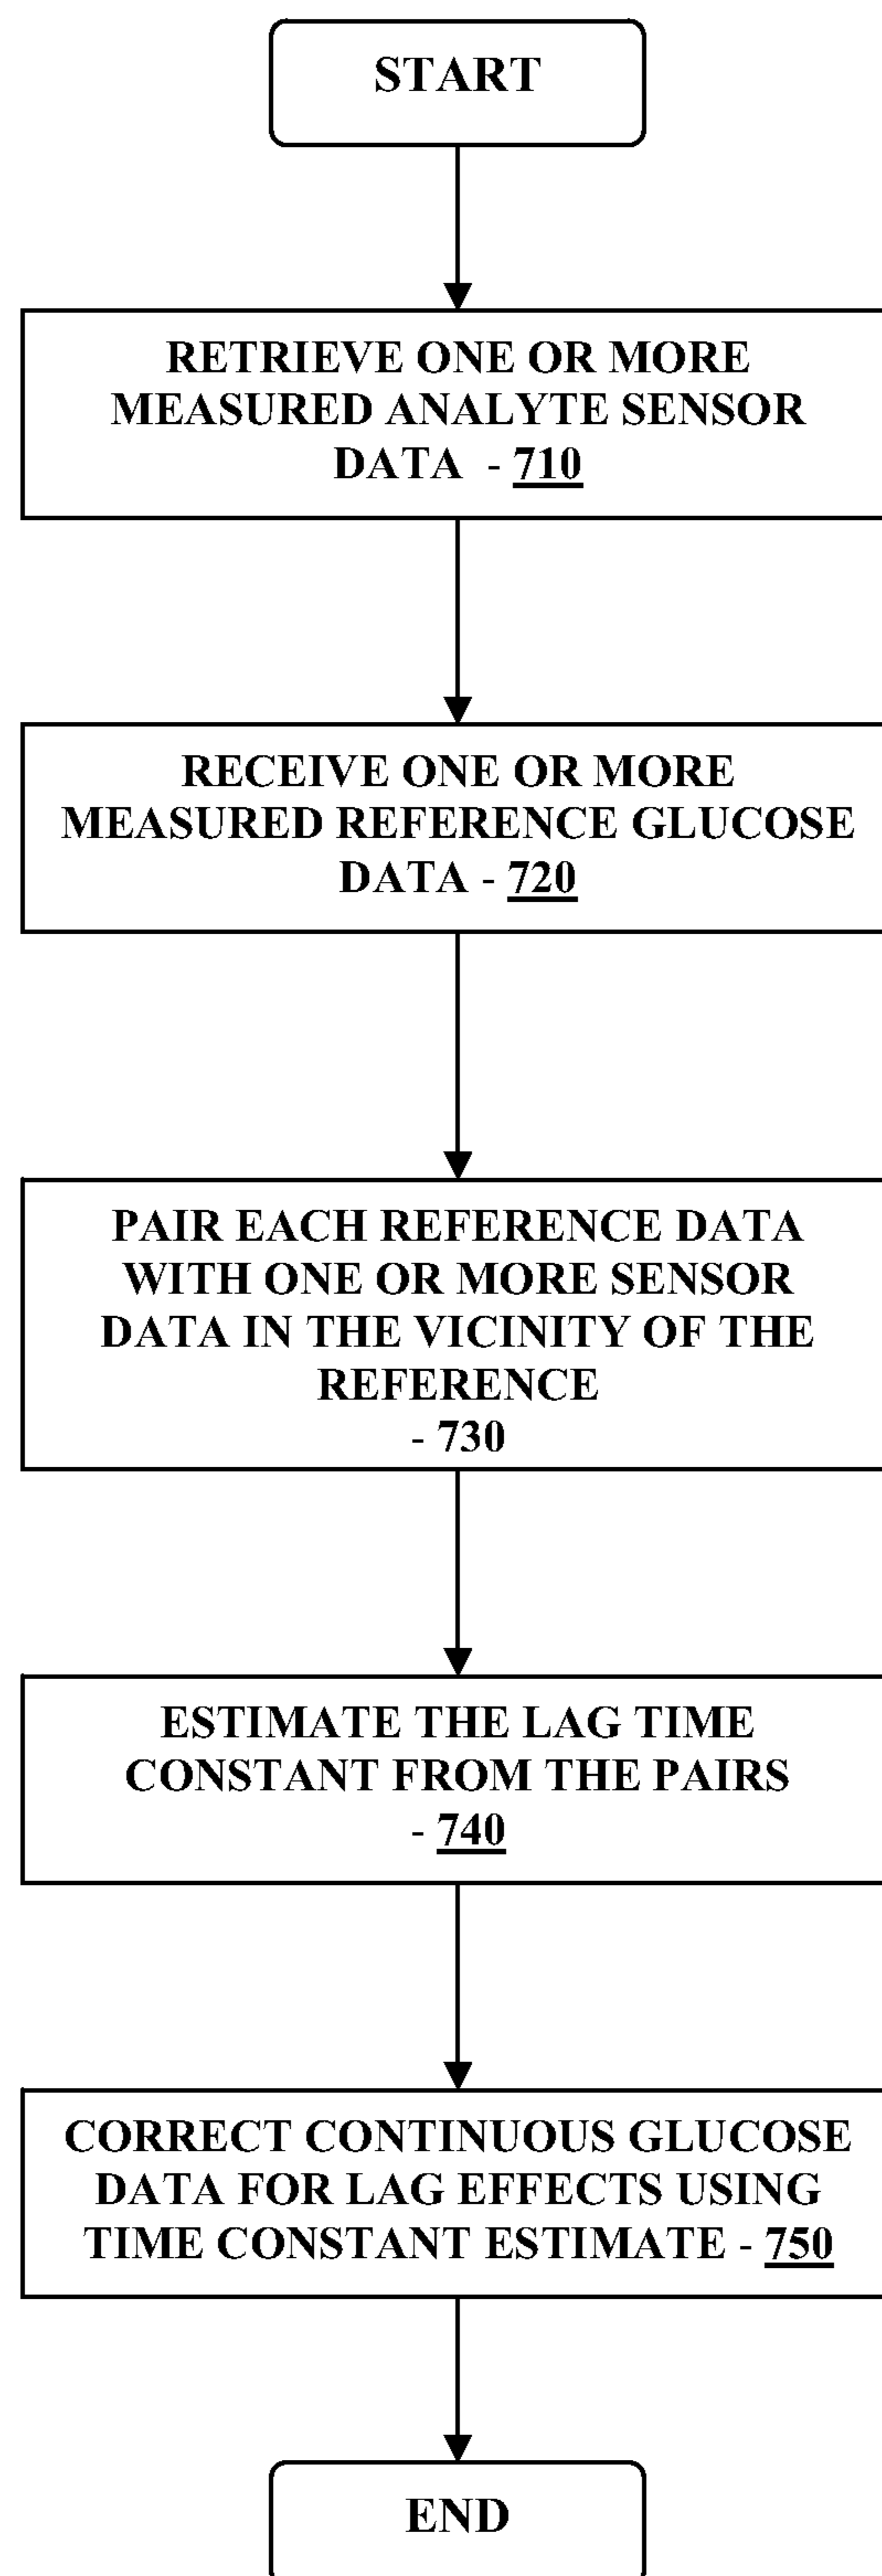 START
RETRIEVE ONE OR MORE
MEASURED ANALYTE SENSOR
DATA - 710
RECEIVE ONE OR MORE
MEASURED REFERENCE GLUCOSE
DATA - 720
PAIR EACH REFERENCE DATA
WITH ONE OR MORE SENSOR
DATA IN THE VICINITY OF THE
REFERENCE
- 730
ESTIMATE THE LAG TIME
CONSTANT FROM THE PAIRS
- 740
CORRECT CONTINUOUS GLUCOSE
DATA FOR LAG EFFECTS USING
TIME CONSTANT ESTIMATE - 750
END